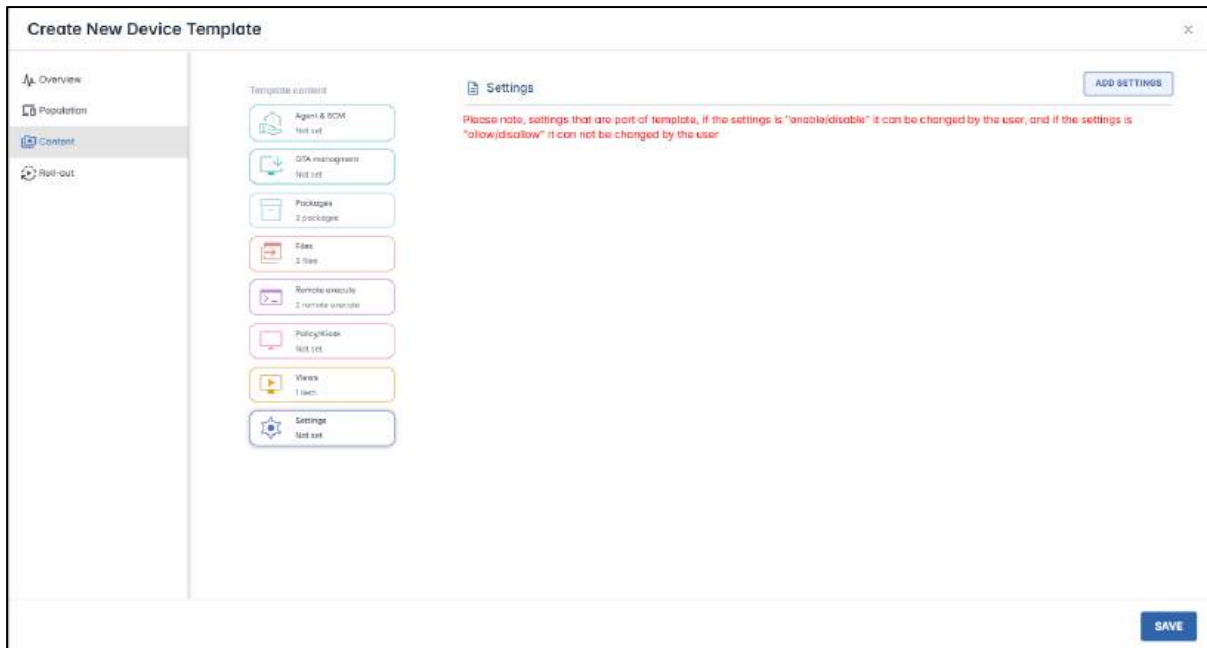 Create New Device Template
Overview
Population
Content
Roll-out
Template content
Agent & BCM
Not set
OTA managment
Not set
Packages
2 packages
Files
2 files
Remote execute
2 remote execute
Policy/Kiosk
Not set
Views
1 item
Settings
Not set
Settings
ADD SETTINGS
Please note, settings that are part of template, if the settings is "enable/disable" it can be changed by the user, and if the settings is
"allow/disallow" it can not be changed by the user
SAVE